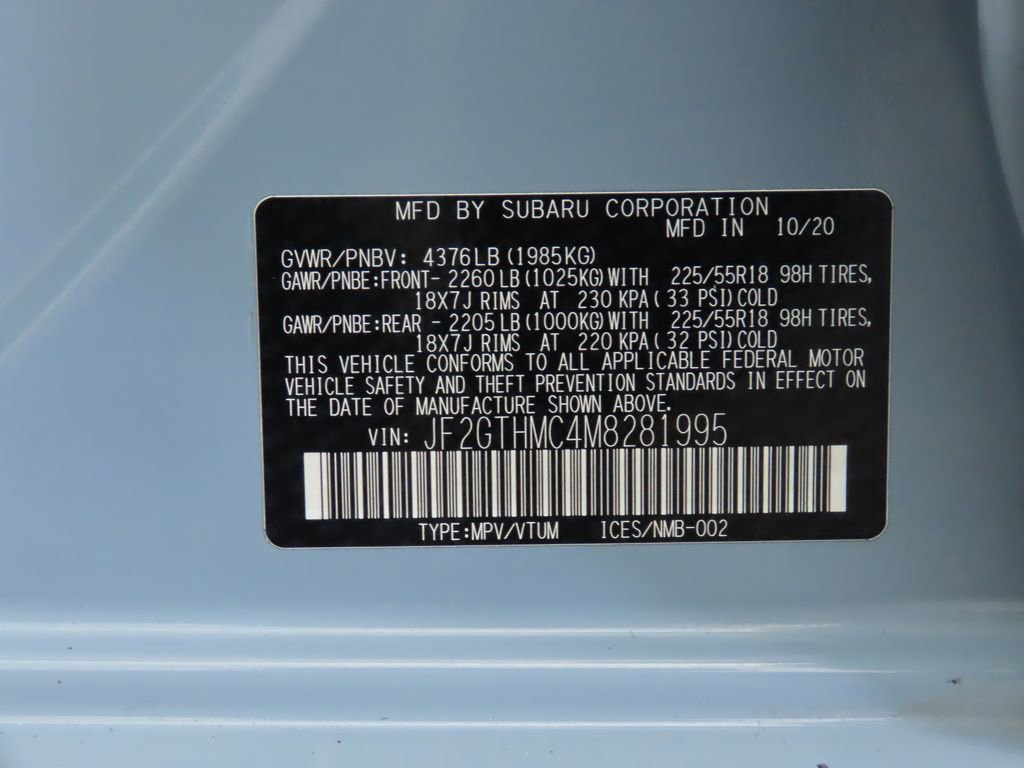 MFD BY SUBARU CORPORATION
MFD IN 10/20
GVWR/PNBV: 4376LB (1985KG)
GAWR/PNBE:FRONT- 2260 LB (1025KG) WITH 225/55R18 98H TIRES,
18X7J RIMS AT 230 KPA ( 33 PSI) COLD
GAWR/PNBE:REAR - 2205 LB (1000KG) WITH 225/55R18 98H TIRES,
18X7J RIMS AT 220 KPA ( 32 PSI) COLD
THIS VEHICLE CONFORMS TO ALL APPLICABLE FEDERAL MOTOR
VEHICLE SAFETY AND THEFT PREVENTION STANDARDS IN EFFECT ON
THE DATE OF MANUFACTURE SHOWN ABOVE.
VIN: JF2GTHMC4M8281995
TYPE:MPV/VTUM ICES/NMB-002